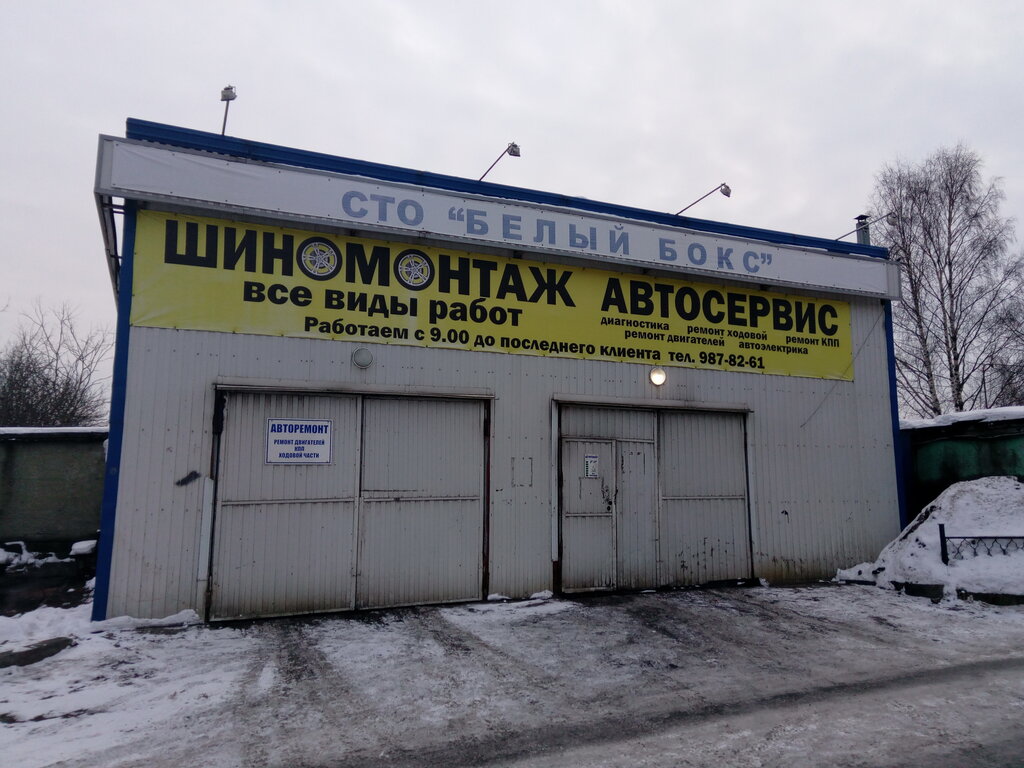 СТО "БЕЛЫЙ БОКС"
ШИНОМОНТАЖ
все виды работ
АВТОСЕРВИС
диагностика ремонт ходовой ремонт КПП
ремонт двигателей автоэлектрика
Работаем с 9.00 до последнего клиента тел. 987-82-61
АВТОРЕМОНТ
РЕМОНТ ДВИГАТЕЛЕЙ
КПП
ХОДОВОЙ ЧАСТИ